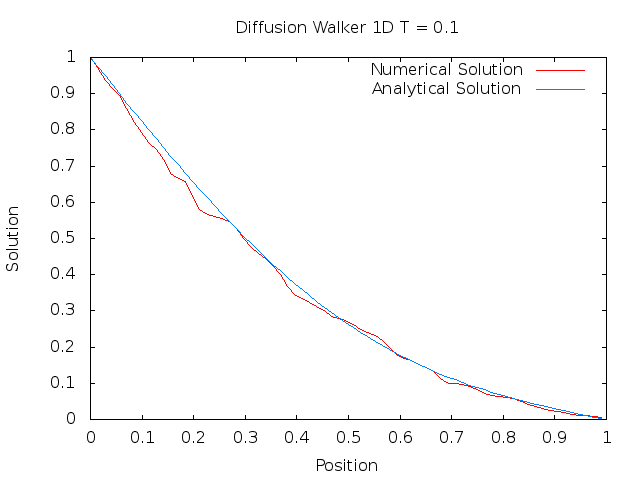 Diffusion Walker 1D T = 0.1
Numerical Solution
Analytical Solution
1
0.9
0.8
0.7
0.6
0.5
0.4
0.3
0.2
0.1
0
Solution
0 0.1 0.2 0.3 0.4 0.5 0.6 0.7 0.8 0.9 1
Position